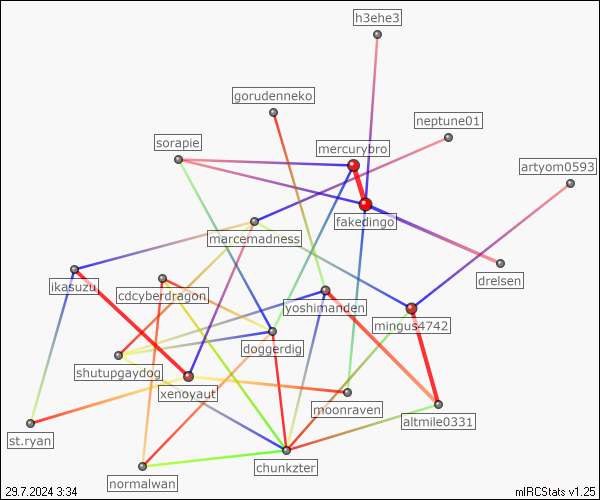 h3ehe3
gorudenneko
neptune01
sorapie
mercurybro
artyom0593
fakedingo
marcemadness
drelsen
ikasuzu
cdcyberdragon
yoshimanden
mingus4742
doggerdig
shutupgaydog
xenoyaut
moonraven
altmile0331
st.ryan
chunkzter
normalwan
29.7.2024 3:34
mIRCStats v1.25